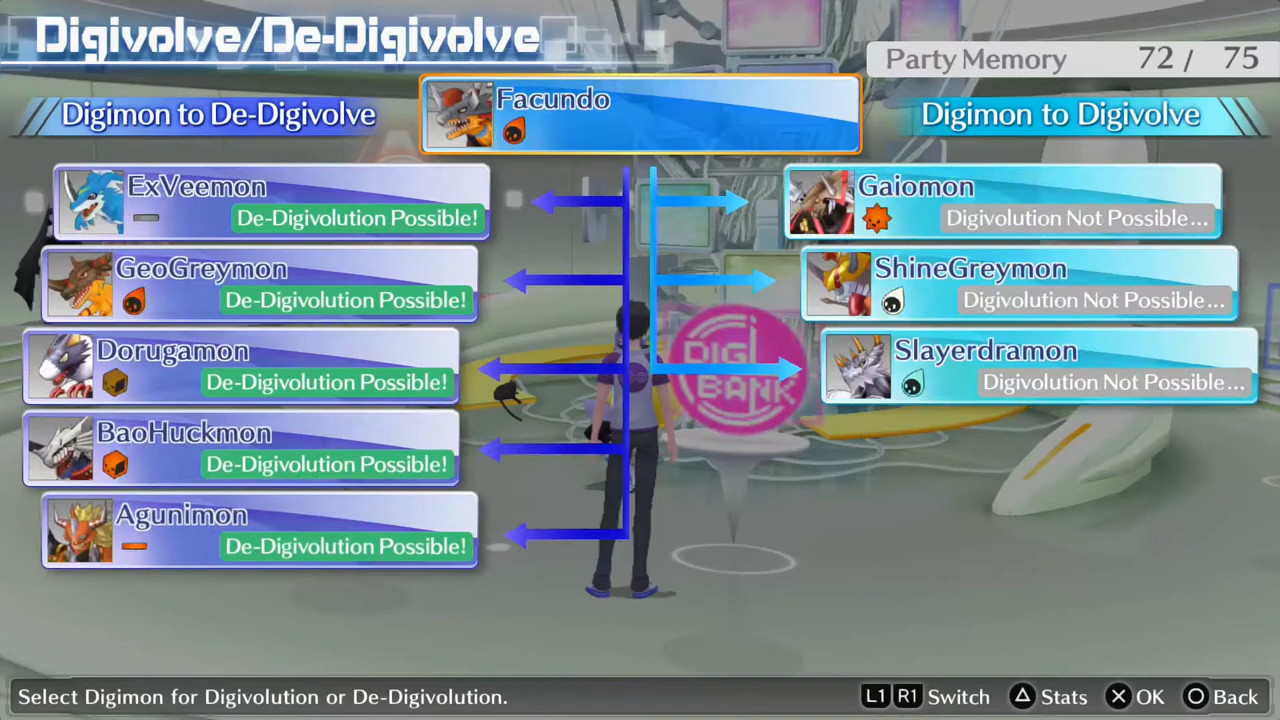 Digivolve/De-Digivolve
Party Memory 72 / 75
Digimon to De-Digivolve
Facundo
Digimon to Digivolve
ExVeemon
De-Digivolution Possible!
GeoGreymon
De-Digivolution Possible!
Dorugamon
De-Digivolution Possible!
BaoHuckmon
De-Digivolution Possible!
Agunimon
De-Digivolution Possible!
Gaiomon
Digivolution Not Possible...
ShineGreymon
Digivolution Not Possible...
Slayerdramon
Digivolution Not Possible...
DIGI
BANK
Select Digimon for Digivolution or De-Digivolution.
L1 R1 Switch △ Stats ✕ OK ○ Back